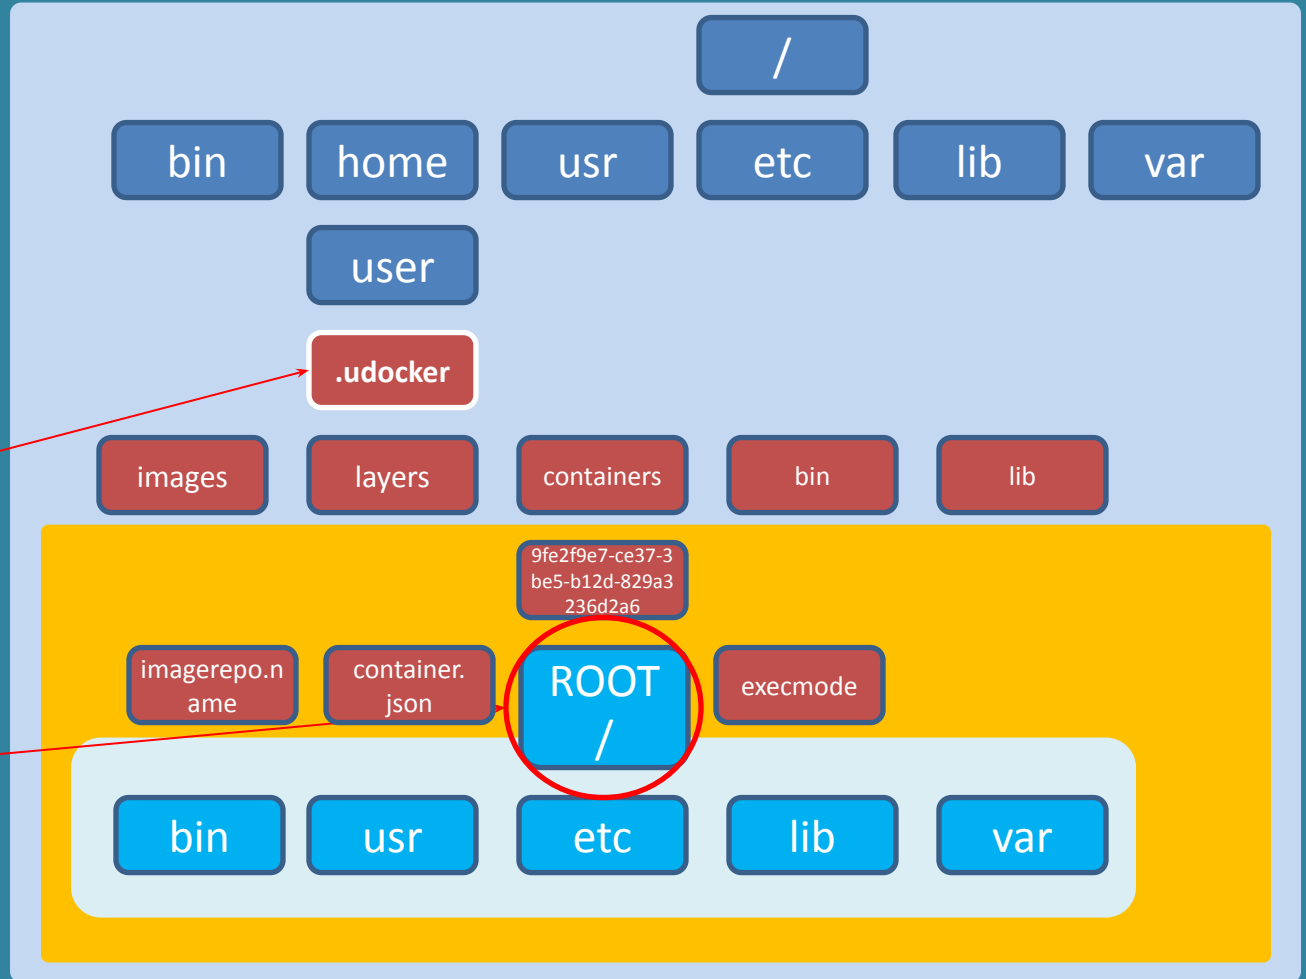 /
bin
home
usr
etc
lib
var
user
.udocker
images
layers
containers
bin
lib
9fe2f9e7-ce37-3
be5-b12d-829a3
236d2a6
imagerepo.n
ame
container.
json
ROOT
/
execmode
bin
usr
etc
lib
var